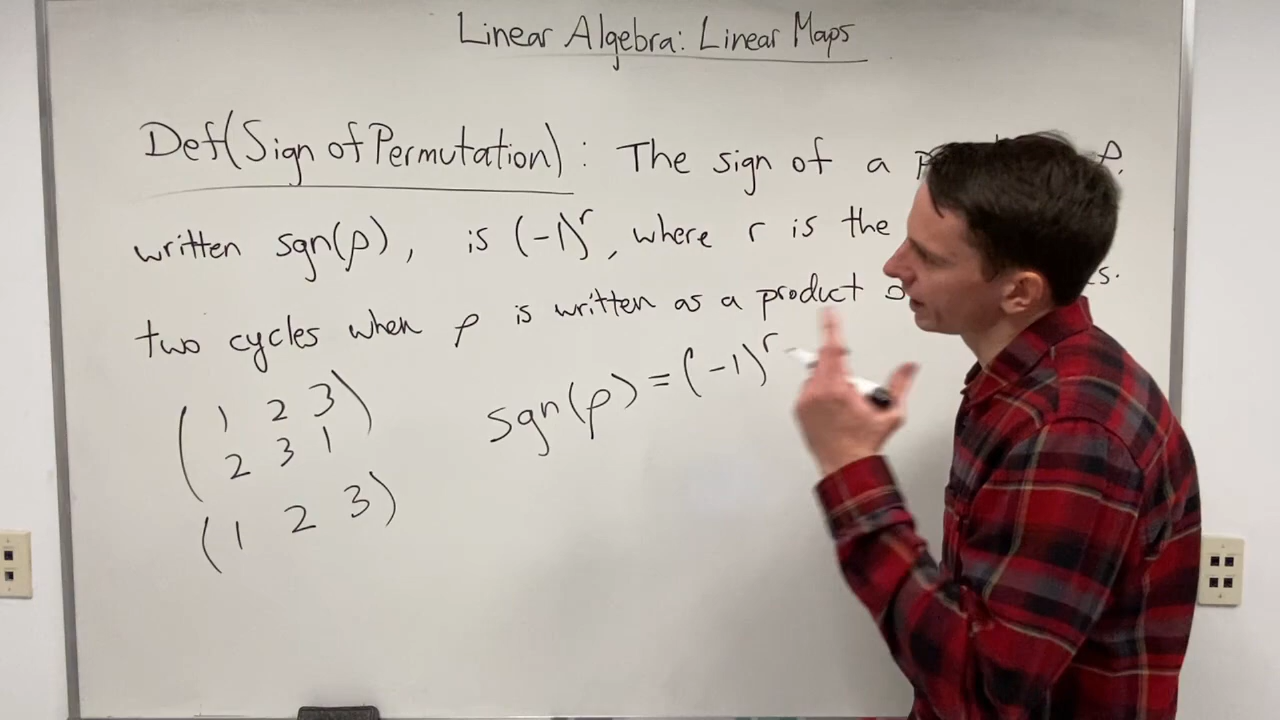 Linear Algebra: Linear Maps
Def(Sign of Permutation): The sign of a ρ,
written sgn(ρ), is (-1)^r, where r is the
two cycles when ρ is written as a product
( 1 2 3 )
2 3 1
sgn(ρ) = (-1)^r
( 1 2 3 )